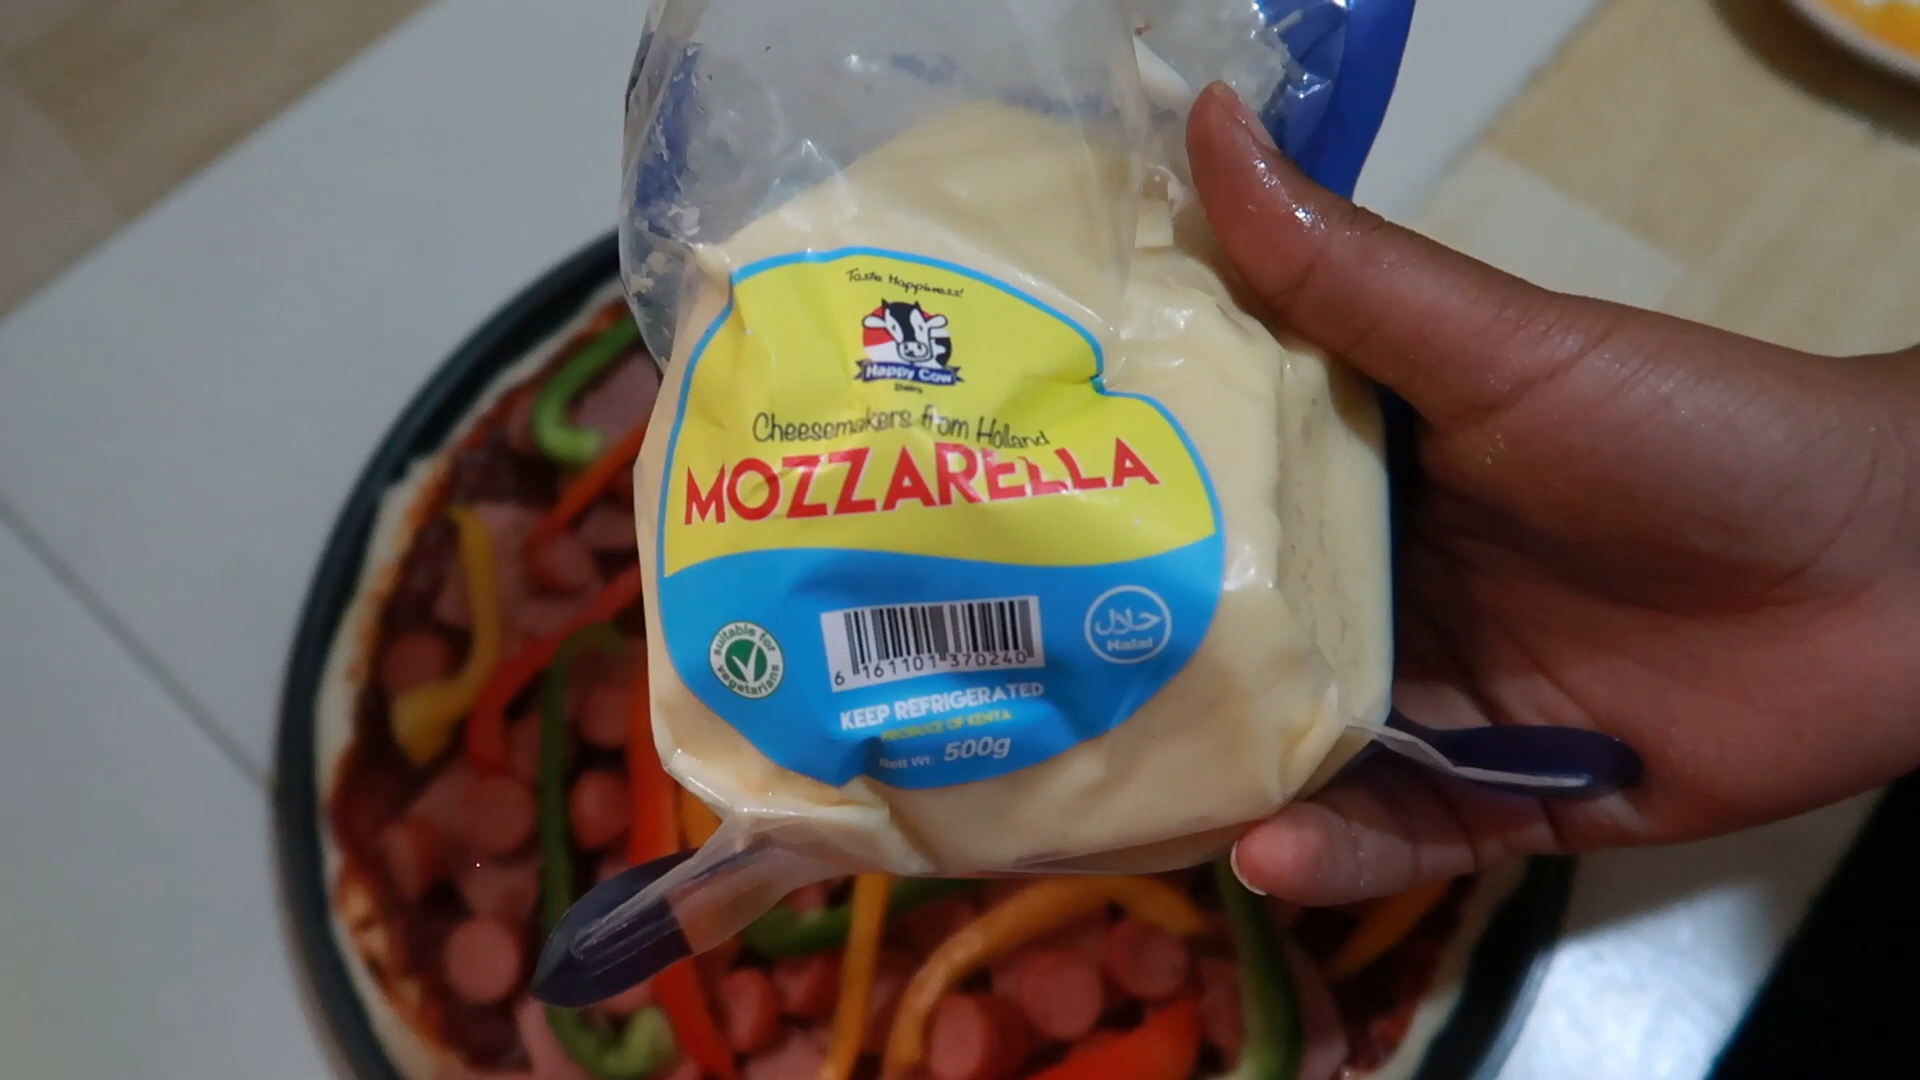 Taste Happiness!
Happy Cow
Dairy
Cheesemakers from Holland
MOZZARELLA
suitable for vegetarians
6 161101 370240
حلال
Halal
KEEP REFRIGERATED
PRODUCE OF KENYA
Nett Wt: 500g